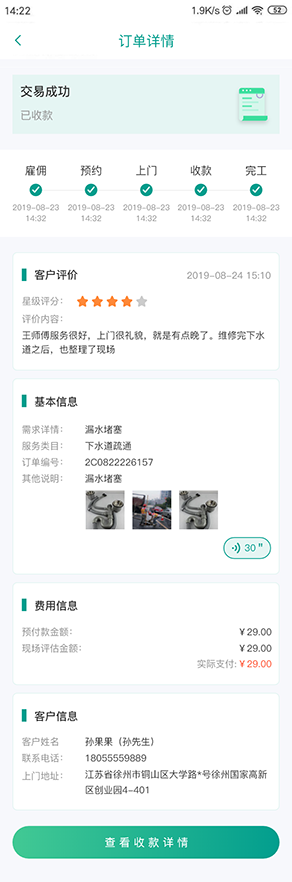 14:22
1.9K/s 52
订单详情
交易成功
已收款
雇佣 预约 上门 收款 完工
2019-08-23 2019-08-23 2019-08-23 2019-08-23 2019-08-23
14:32 14:32 14:32 14:32 14:32
客户评价 2019-08-24 15:10
星级评分：
评价内容：
王师傅服务很好，上门很礼貌，就是有点晚了。维修完下水
道之后，也整理了现场
基本信息
需求详情： 漏水堵塞
服务类目： 下水道疏通
订单编号： 2C0822226157
其他说明： 漏水堵塞
30"
费用信息
预付款金额： ¥ 29.00
现场评估金额： ¥ 29.00
实际支付: ¥ 29.00
客户信息
客户姓名 孙果果（孙先生）
联系电话： 18055559889
上门地址： 江苏省徐州市铜山区大学路*号徐州国家高新
区创业园4-401
查看收款详情